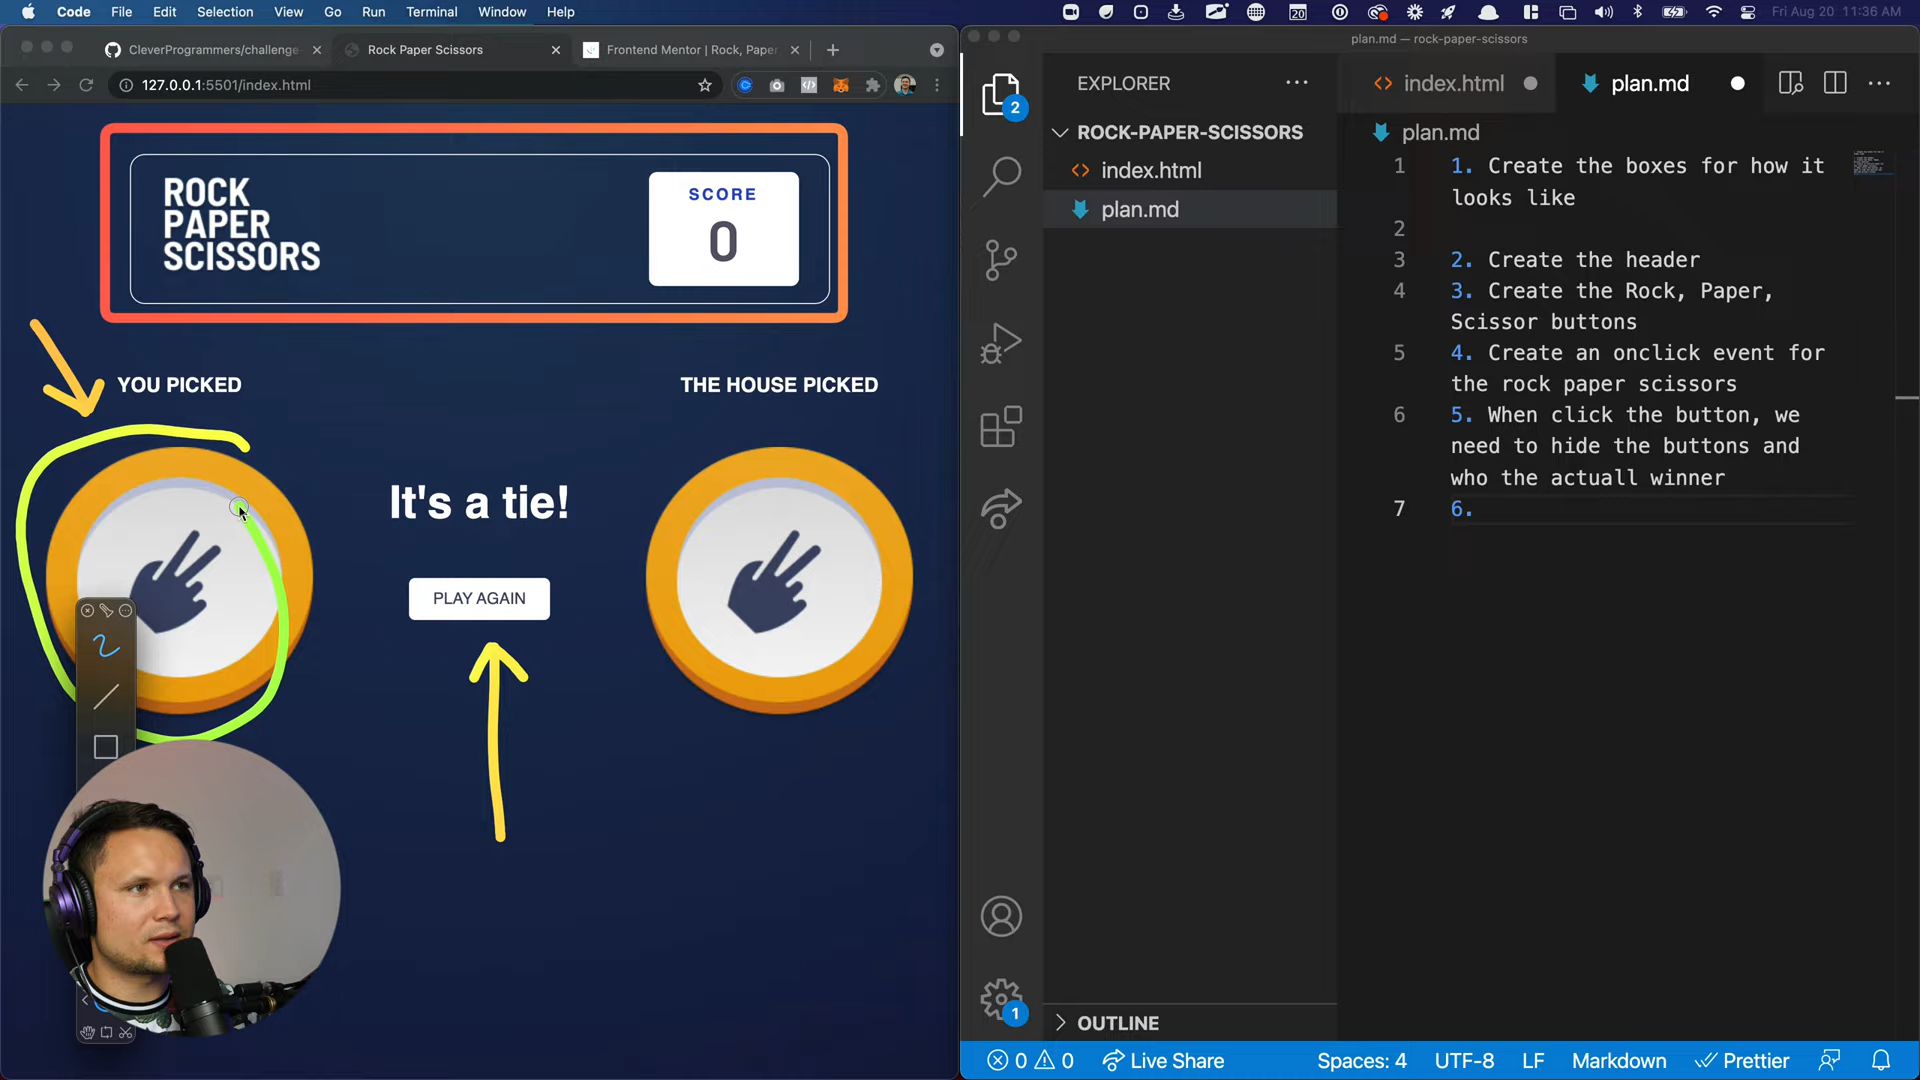 Code File Edit Selection View Go Run Terminal Window Help
20 Fri Aug 20 11:36 AM
CleverProgrammers/challenge-
Rock Paper Scissors
Frontend Mentor | Rock, Paper
127.0.0.1:5501/index.html
ROCK
PAPER
SCISSORS
SCORE
0
YOU PICKED
THE HOUSE PICKED
It's a tie!
PLAY AGAIN
plan.md — rock-paper-scissors
2
EXPLORER
ROCK-PAPER-SCISSORS
index.html
plan.md
OUTLINE
1
index.html
plan.md
plan.md
1 1. Create the boxes for how it
looks like
2
3 2. Create the header
4 3. Create the Rock, Paper,
Scissor buttons
5 4. Create an onclick event for
the rock paper scissors
6 5. When click the button, we
need to hide the buttons and
who the actuall winner
7 6.
0 0 Live Share Spaces: 4 UTF-8 LF Markdown Prettier